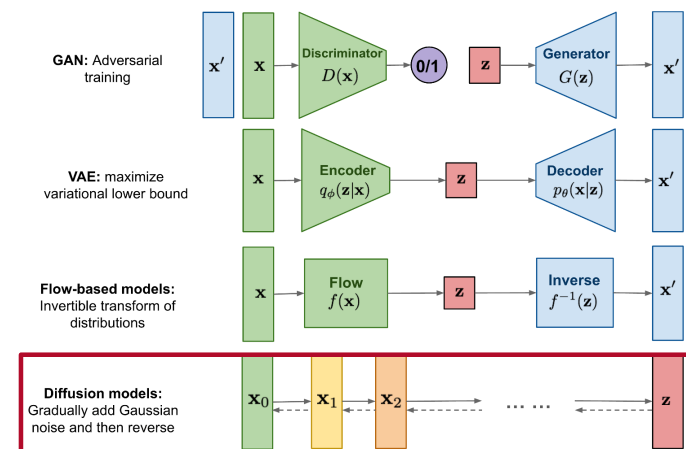 GAN: Adversarial
training
x′
x
Discriminator
D(x)
0/1
z
Generator
G(z)
x′
VAE: maximize
variational lower bound
x
Encoder
qϕ(z|x)
z
Decoder
pθ(x|z)
x′
Flow-based models:
Invertible transform of
distributions
x
Flow
f(x)
z
Inverse
f⁻¹(z)
x′
Diffusion models:
Gradually add Gaussian
noise and then reverse
x₀
x₁
x₂
... ...
z